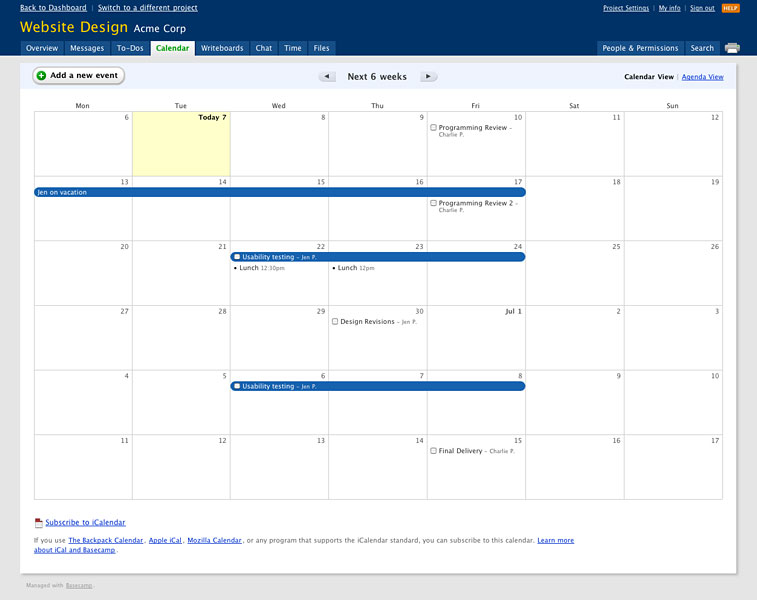 Back to Dashboard | Switch to a different project
Project Settings | My info | Sign out HELP
Website Design Acme Corp
Overview Messages To-Dos Calendar Writeboards Chat Time Files People & Permissions Search
Add a new event
Next 6 weeks
Calendar View | Agenda View
Mon Tue Wed Thu Fri Sat Sun
6 Today 7 8 9 10 11 12
Programming Review –
Charlie P.
13 14 15 16 17 18 19
Jen on vacation
Programming Review 2 –
Charlie P.
20 21 22 23 24 25 26
Usability testing – Jen P.
• Lunch 12:30pm • Lunch 12pm
27 28 29 30 Jul 1 2 3
Design Revisions – Jen P.
4 5 6 7 8 9 10
Usability testing – Jen P.
11 12 13 14 15 16 17
Final Delivery – Charlie P.
Subscribe to iCalendar
If you use The Backpack Calendar, Apple iCal, Mozilla Calendar, or any program that supports the iCalendar standard, you can subscribe to this calendar. Learn more
about iCal and Basecamp.
Managed with Basecamp.